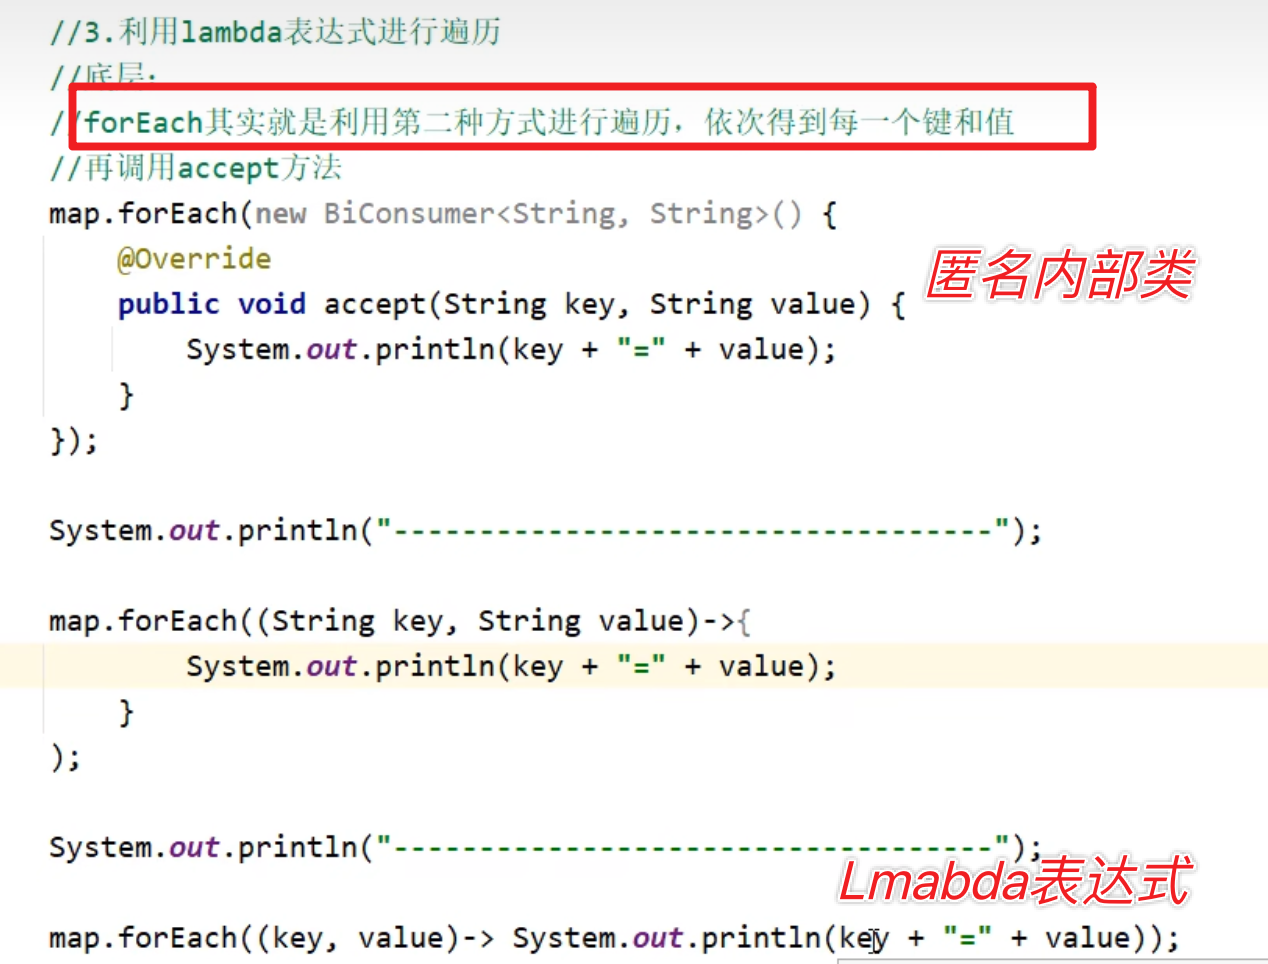 //3.利用lambda表达式进行遍历
//底层:
//forEach其实就是利用第二种方式进行遍历，依次得到每一个键和值
//再调用accept方法
map.forEach(new BiConsumer<String, String>() {
@Override
匿名内部类
public void accept(String key, String value) {
System.out.println(key + "=" + value);
}
});
System.out.println("-----------------------------------");
map.forEach((String key, String value)->{
System.out.println(key + "=" + value);
}
);
System.out.println("-----------------------------------");
Lmabda表达式
map.forEach((key, value)-> System.out.println(key + "=" + value));